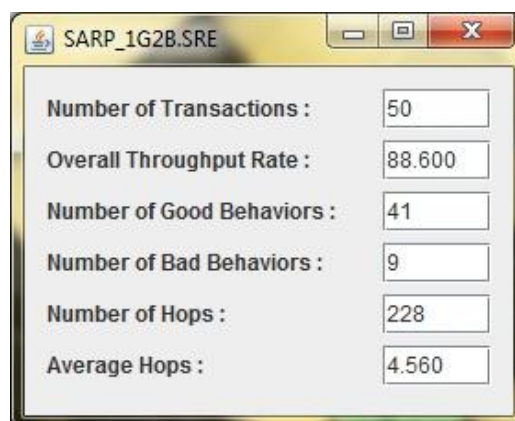 SARP_1G2B.SRE
Number of Transactions : 50
Overall Throughput Rate : 88.600
Number of Good Behaviors : 41
Number of Bad Behaviors : 9
Number of Hops : 228
Average Hops : 4.560